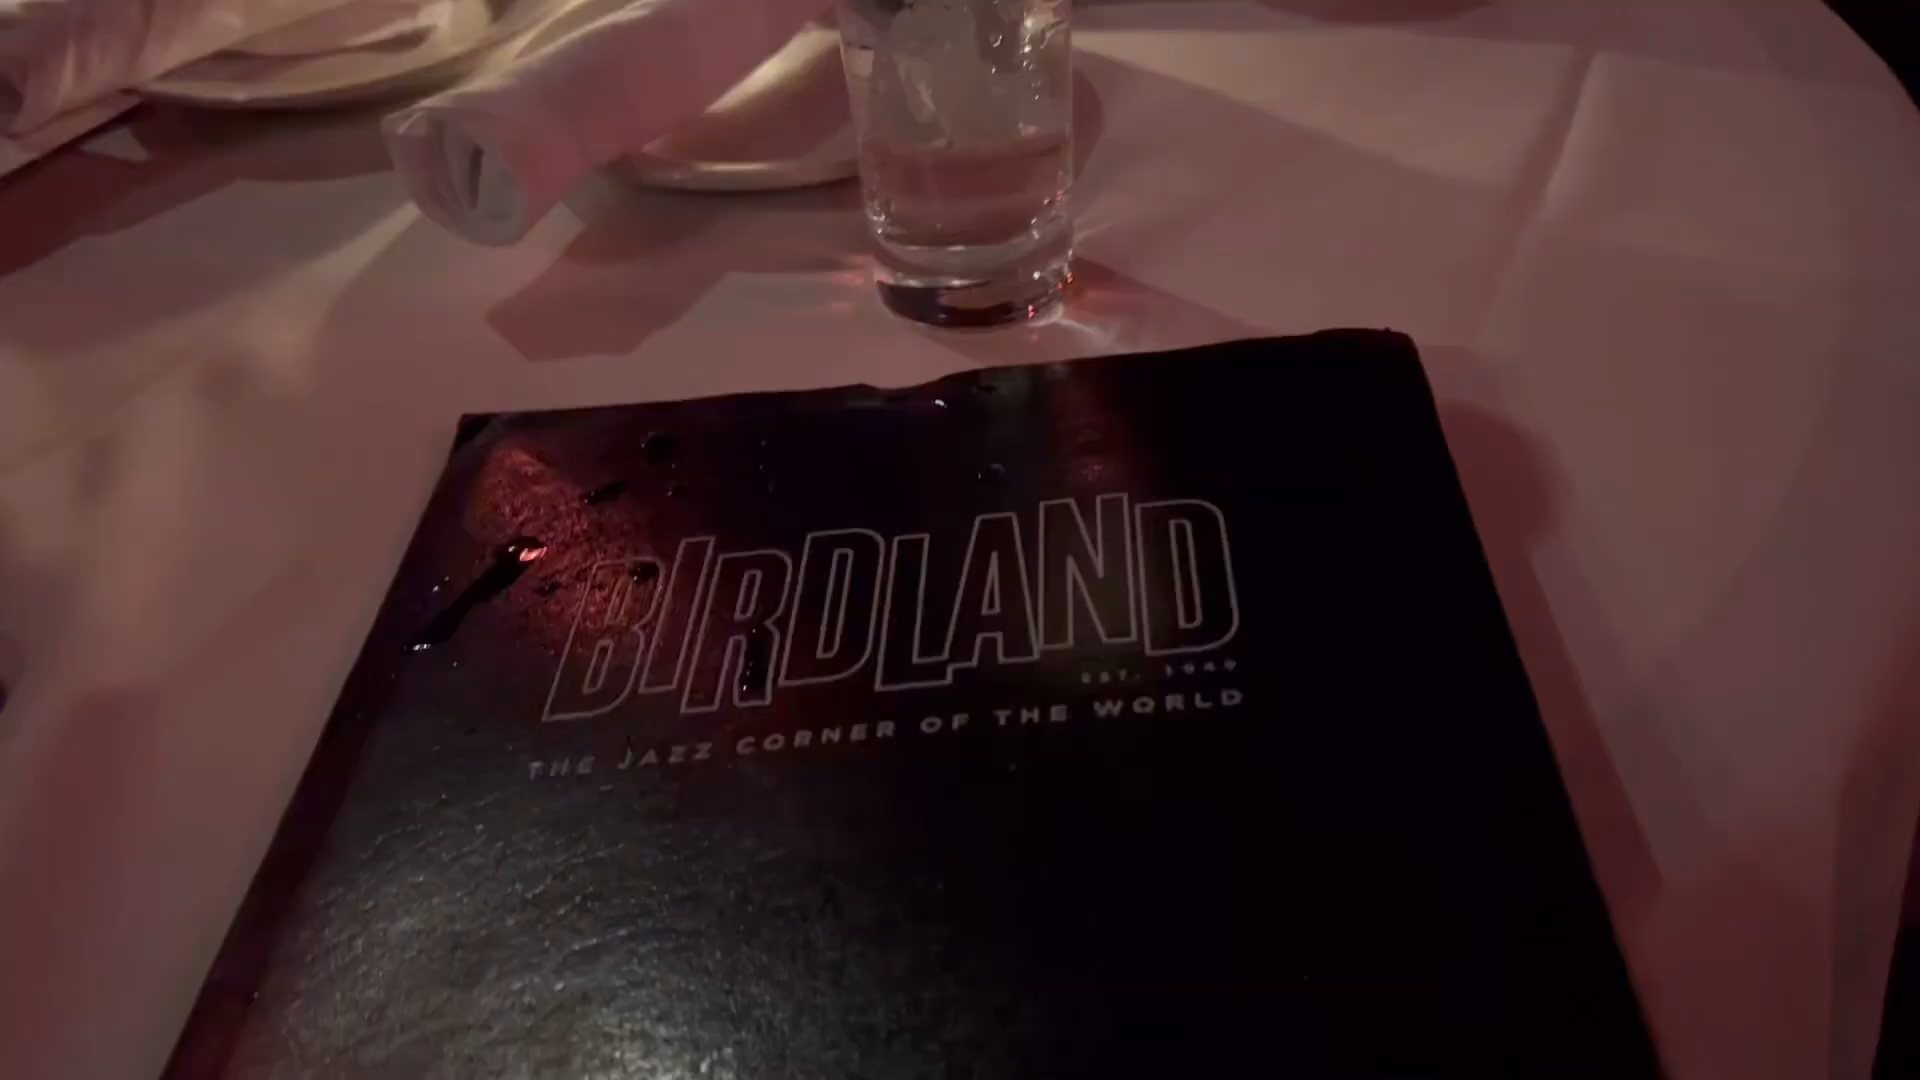 BIRDLAND
EST. 1949
THE JAZZ CORNER OF THE WORLD